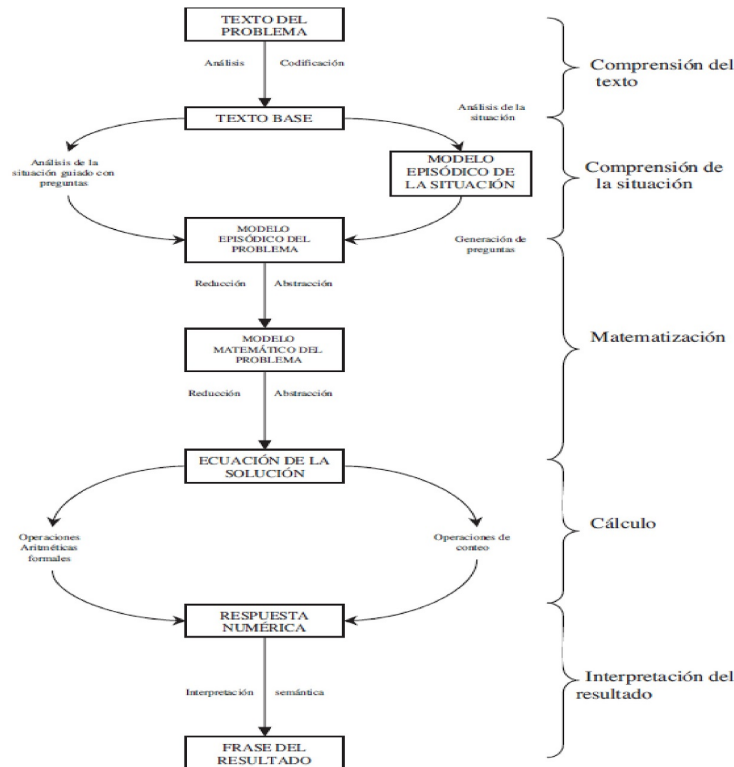 TEXTO DEL
PROBLEMA
Análisis
Codificación
Comprensión del
texto
TEXTO BASE
Análisis de la
situación
Análisis de la
situación guiado con
preguntas
MODELO
EPISÓDICO DE
LA SITUACIÓN
Comprensión de
la situación
MODELO
EPISÓDICO DEL
PROBLEMA
Generación de
preguntas
Reducción
Abstracción
MODELO
MATEMÁTICO DEL
PROBLEMA
Matematización
Reducción
Abstracción
ECUACIÓN DE LA
SOLUCIÓN
Operaciones
Aritméticas
formales
Operaciones de
conteo
Cálculo
RESPUESTA
NUMÉRICA
Interpretación
semántica
Interpretación del
resultado
FRASE DEL
RESULTADO